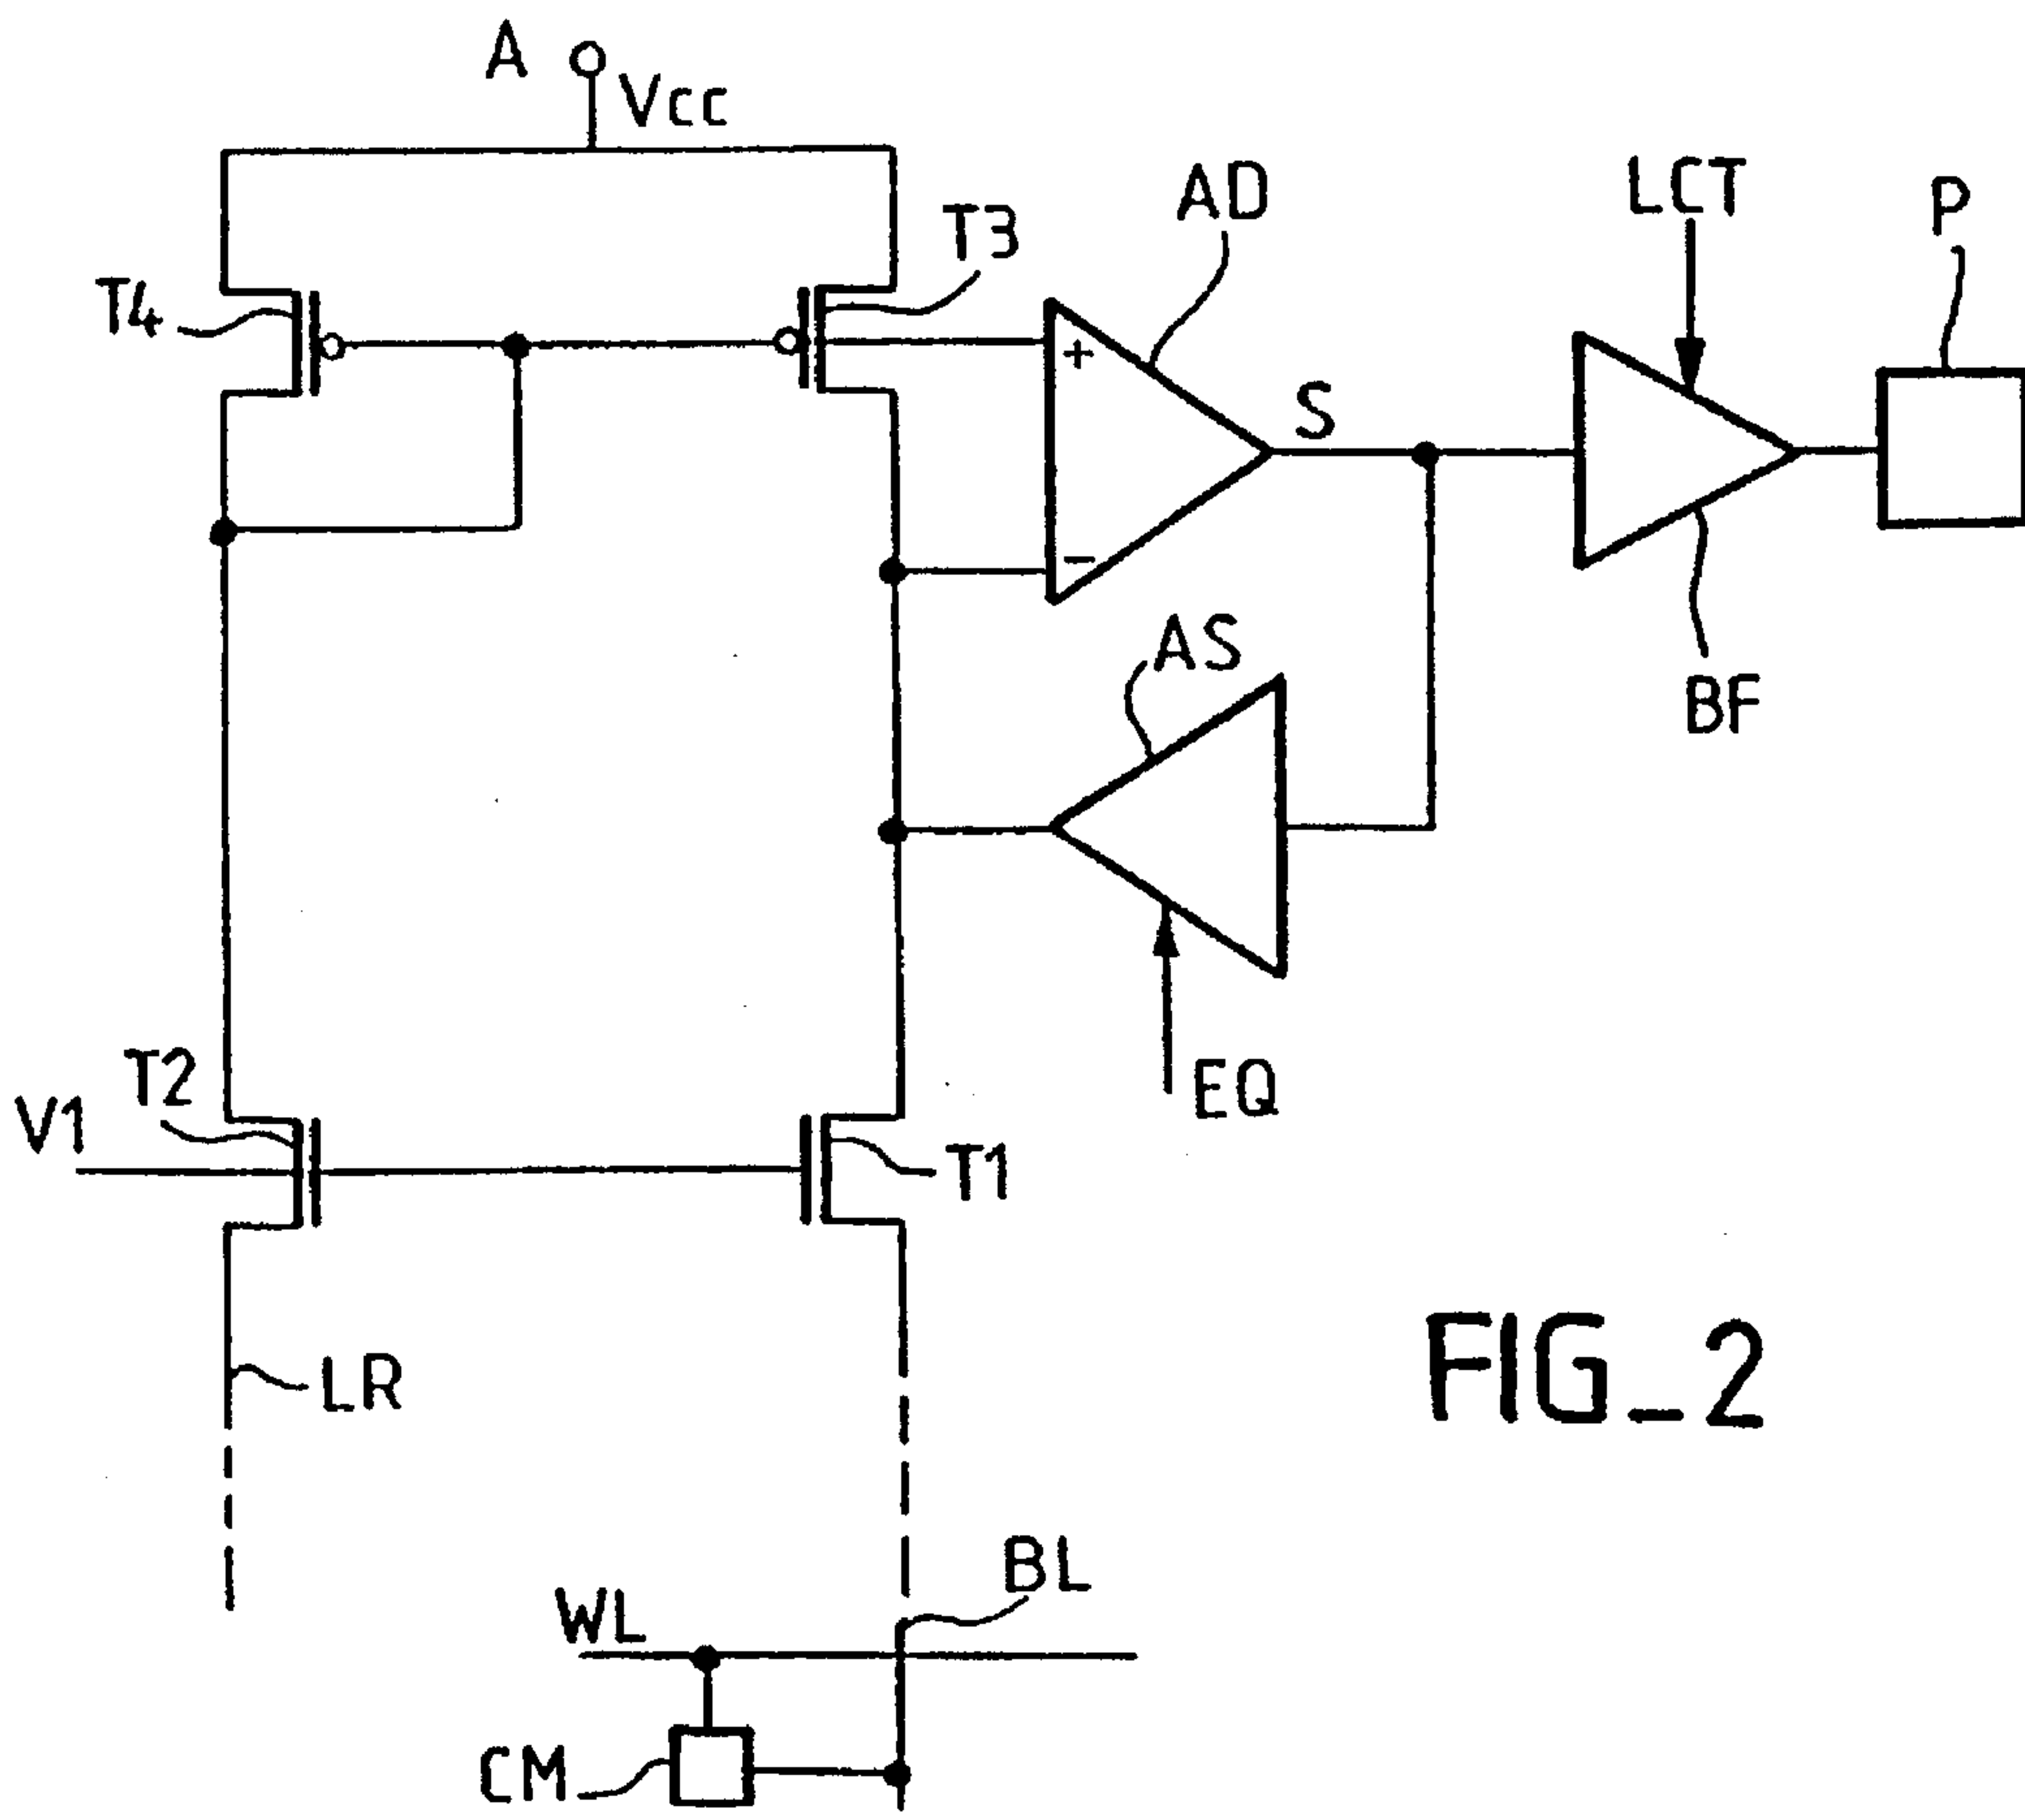 A
Vcc
AD
LCT
P
T3
T4
+
S
−
AS
BF
EQ
T2
V1
T1
LR
FIG_2
BL
WL
CM